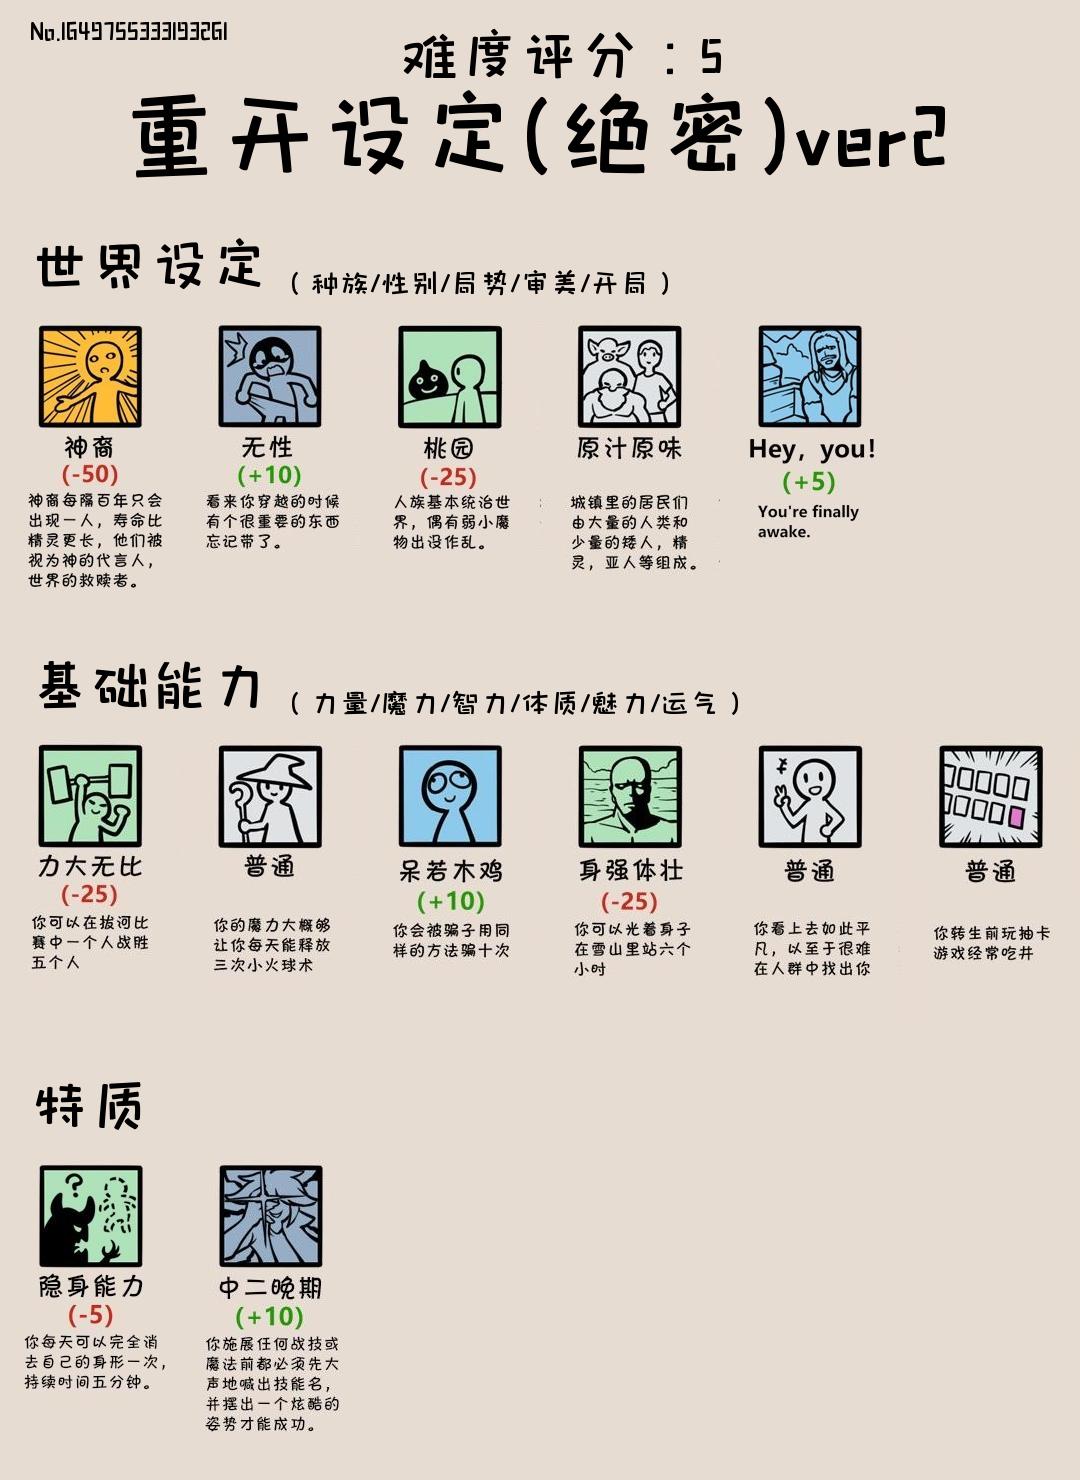 No.1649755333193261
难度评分：5
重开设定(绝密)ver2
世界设定（种族/性别/局势/审美/开局）
神裔
(-50)
神裔每隔百年只会
出现一人，寿命比
精灵更长，他们被
视为神的代言人，
世界的救赎者。
无性
(+10)
看来你穿越的时候
有个很重要的东西
忘记带了。
桃园
(-25)
人族基本统治世
界，偶有弱小魔
物出没作乱。
原汁原味
城镇里的居民们
由大量的人类和
少量的矮人，精
灵，亚人等组成。
Hey, you!
(+5)
You're finally
awake.
基础能力（力量/魔力/智力/体质/魅力/运气）
力大无比
(-25)
你可以在拔河比
赛中一个人战胜
五个人
普通
你的魔力大概够
让你每天能释放
三次小火球术
呆若木鸡
(+10)
你会被骗子用同
样的方法骗十次
身强体壮
(-25)
你可以光着身子
在雪山里站六个
小时
普通
你看上去如此平
凡，以至于很难
在人群中找出你
普通
你转生前玩抽卡
游戏经常吃井
特质
?
隐身能力
(-5)
你每天可以完全消
去自己的身形一次，
持续时间五分钟。
中二晚期
(+10)
你施展任何战技或
魔法前都必须先大
声地喊出技能名，
并摆出一个炫酷的
姿势才能成功。